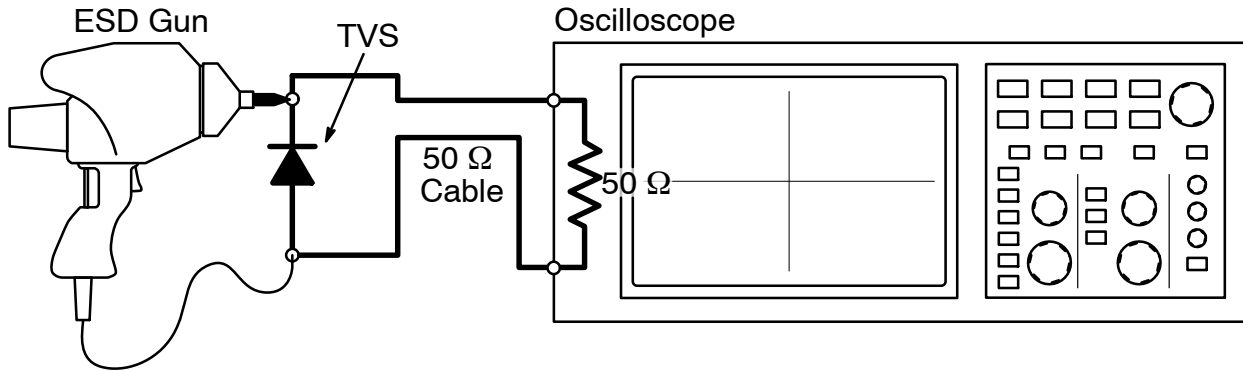 ESD Gun
TVS
Oscilloscope
50 Ω
Cable
50 Ω